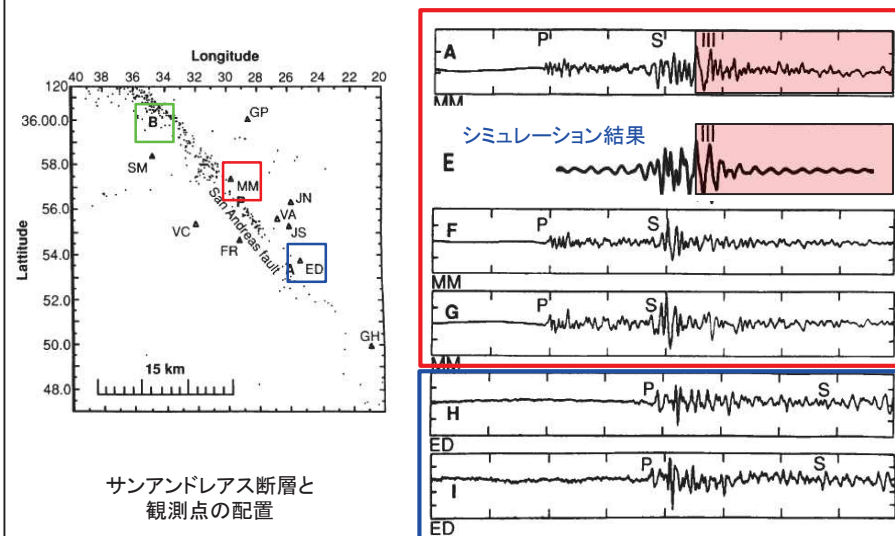 Longitude
40 38 36 34 32 30 28 26 24 22 20
120
36.00.0
58.0
56.0
54.0
52.0
50.0
48.0
Lattitude
B
GP
SM
MM
P
JN
VA
JS
VC
FR
San Andreas fault
A
ED
GH
15 km
サンアンドレアス断層と
観測点の配置
P S III
A
MM
シミュレーション結果
III
E
P S
F
MM
P S
G
MM
P S
H
ED
P S
I
ED